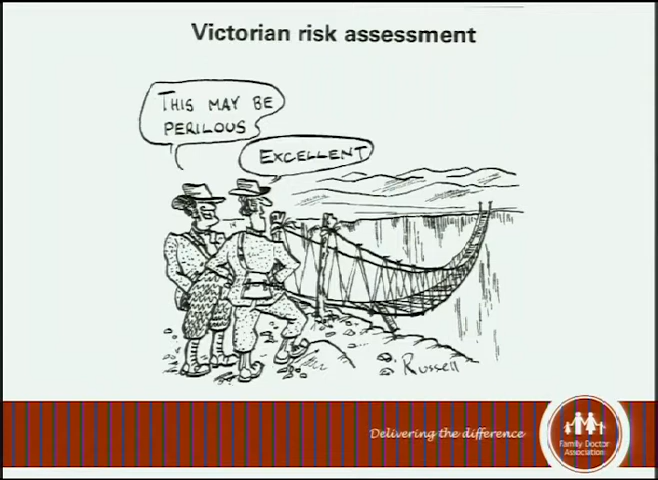 Victorian risk assessment
THIS MAY BE
PERILOUS
EXCELLENT
Russell
Delivering the difference
Family Doctor
Association